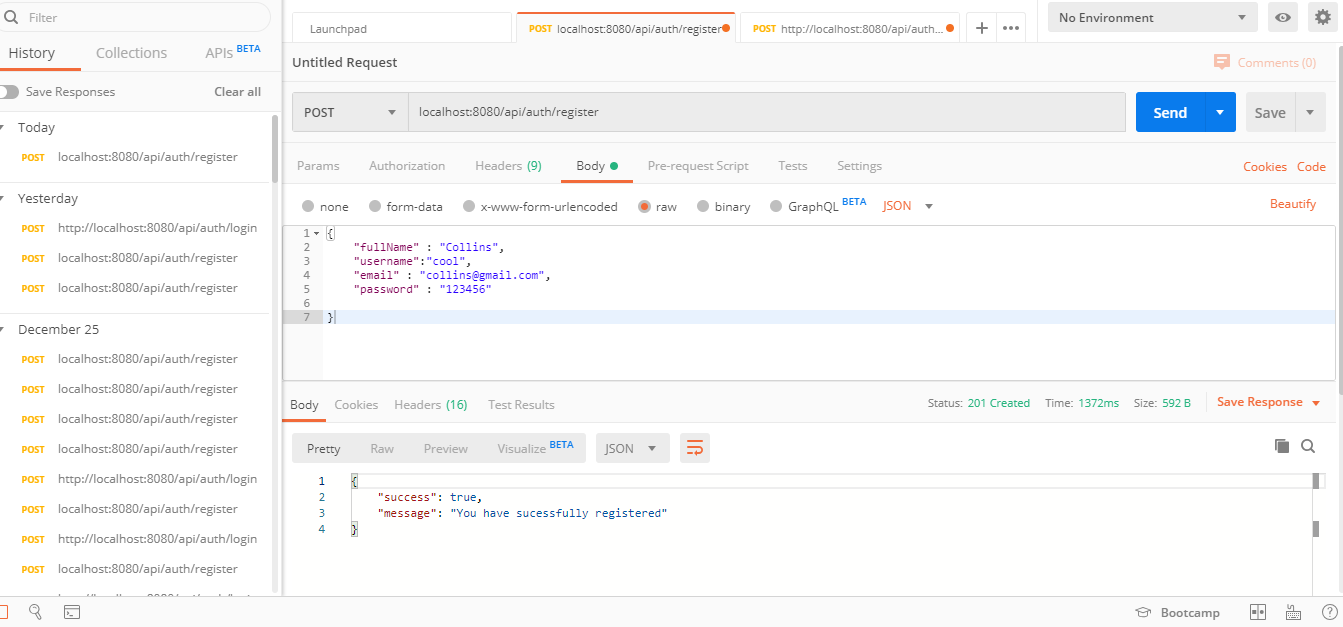 Filter
History Collections APIs BETA
Save Responses Clear all
Today
POST localhost:8080/api/auth/register
Yesterday
POST http://localhost:8080/api/auth/login
POST localhost:8080/api/auth/register
POST localhost:8080/api/auth/register
December 25
POST localhost:8080/api/auth/register
POST localhost:8080/api/auth/register
POST localhost:8080/api/auth/register
POST localhost:8080/api/auth/register
POST http://localhost:8080/api/auth/login
POST localhost:8080/api/auth/register
POST http://localhost:8080/api/auth/login
POST localhost:8080/api/auth/register
Launchpad
POST localhost:8080/api/auth/register
POST http://localhost:8080/api/auth...
No Environment
Untitled Request
Comments (0)
POST localhost:8080/api/auth/register
Send Save
Params Authorization Headers (9) Body Pre-request Script Tests Settings
Cookies Code
none form-data x-www-form-urlencoded raw binary GraphQL BETA JSON
Beautify
1 {
2 "fullName" : "Collins",
3 "username":"cool",
4 "email" : "collins@gmail.com",
5 "password" : "123456"
6
7 }
Body Cookies Headers (16) Test Results
Status: 201 Created Time: 1372ms Size: 592 B Save Response
Pretty Raw Preview Visualize BETA JSON
1 {
2 "success": true,
3 "message": "You have sucessfully registered"
4 }
Bootcamp